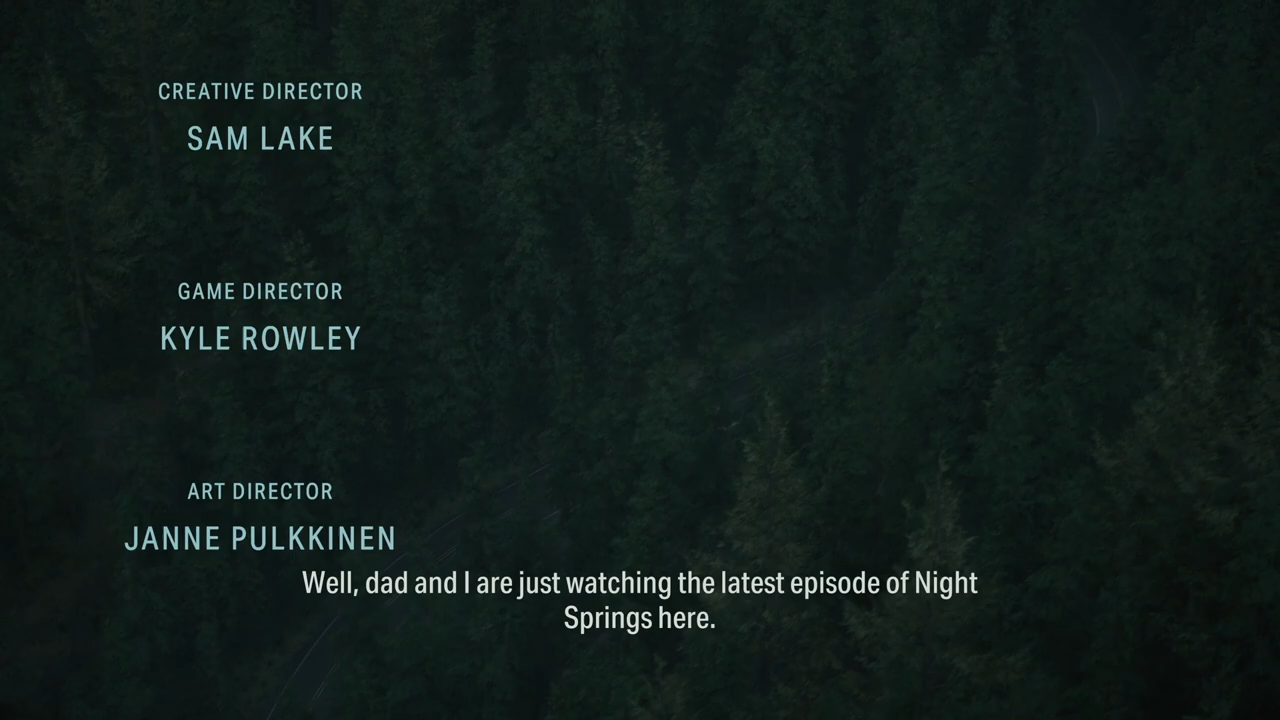 CREATIVE DIRECTOR
SAM LAKE
GAME DIRECTOR
KYLE ROWLEY
ART DIRECTOR
JANNE PULKKINEN
Well, dad and I are just watching the latest episode of Night
Springs here.